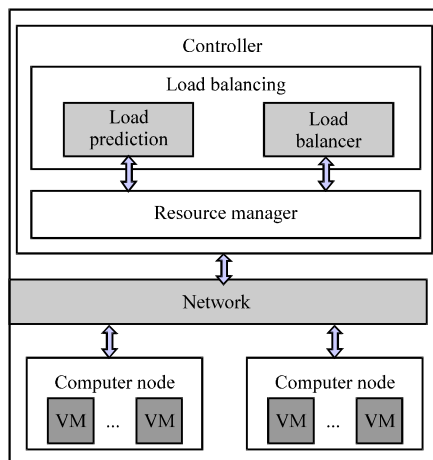 Controller
Load balancing
Load
prediction
Load
balancer
Resource manager
Network
Computer node
VM ... VM
Computer node
VM ... VM